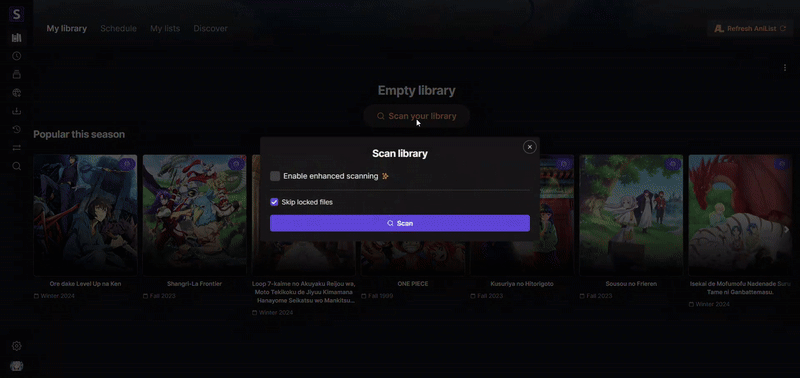 S
My library
Schedule
My lists
Discover
Refresh AniList
Empty library
Scan your library
Popular this season
Scan library
Enable enhanced scanning
Skip locked files
Scan
Ore dake Level Up na Ken
Winter 2024
Shangri-La Frontier
Fall 2023
Loop 7-kaime no Akuyaku Reijou wa,
Moto Tekikoku de Jiyuu Kimama na
Hanayome Seikatsu wo Mankitsu...
Winter 2024
ONE PIECE
Fall 1999
Kusuriya no Hitorigoto
Fall 2023
Sousou no Frieren
Fall 2023
Isekai de Mofumofu Nadenade Suru
Tame ni Ganbattemasu.
Winter 2024